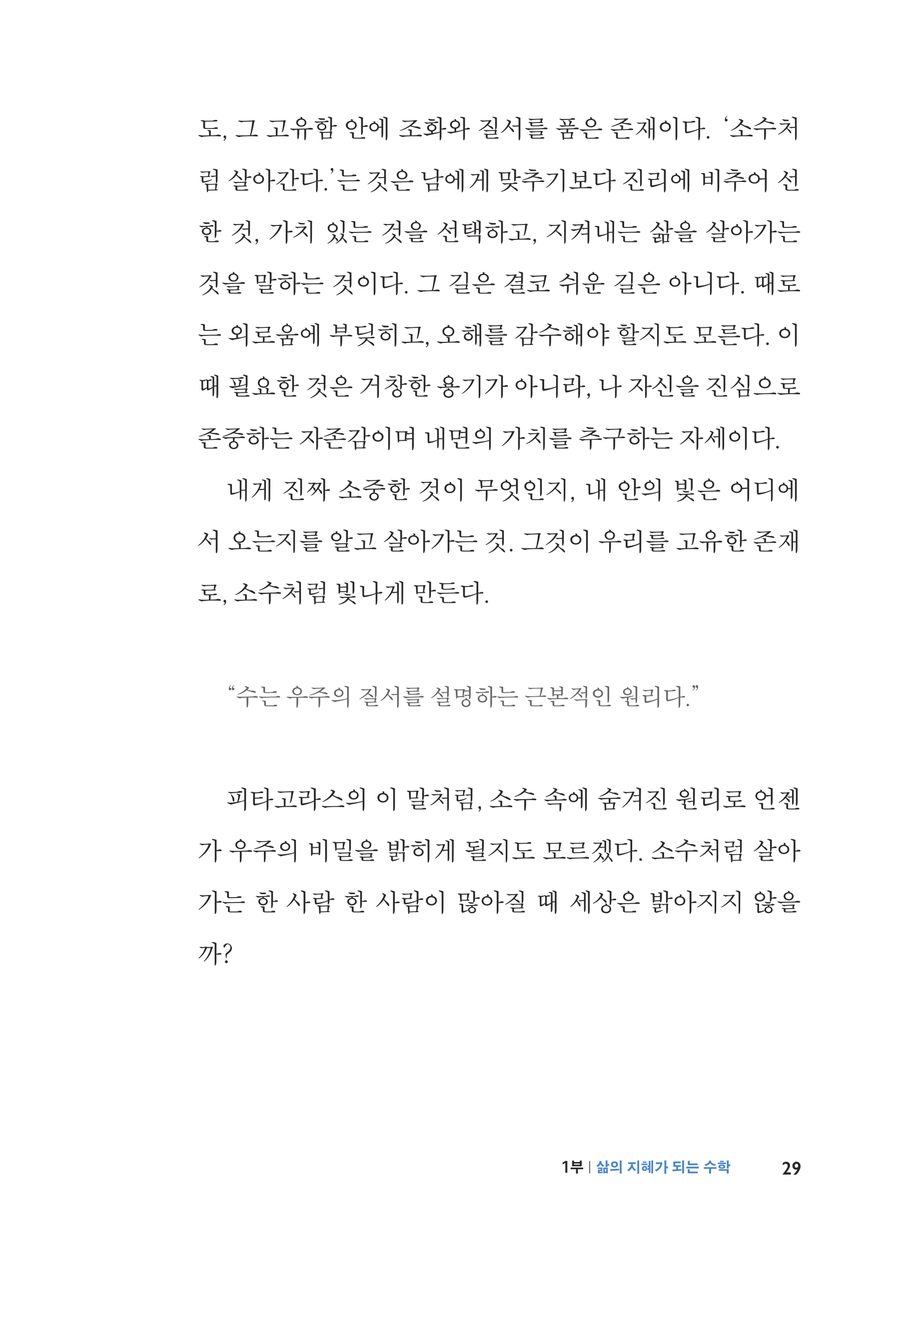 도, 그 고유함 안에 조화와 질서를 품은 존재이다. ‘소수처
럼 살아간다.’는 것은 남에게 맞추기보다 진리에 비추어 선
한 것, 가치 있는 것을 선택하고, 지켜내는 삶을 살아가는
것을 말하는 것이다. 그 길은 결코 쉬운 길은 아니다. 때로
는 외로움에 부딪히고, 오해를 감수해야 할지도 모른다. 이
때 필요한 것은 거창한 용기가 아니라, 나 자신을 진심으로
존중하는 자존감이며 내면의 가치를 추구하는 자세이다.
내게 진짜 소중한 것이 무엇인지, 내 안의 빛은 어디에
서 오는지를 알고 살아가는 것. 그것이 우리를 고유한 존재
로, 소수처럼 빛나게 만든다.
“수는 우주의 질서를 설명하는 근본적인 원리다.”
피타고라스의 이 말처럼, 소수 속에 숨겨진 원리로 언젠
가 우주의 비밀을 밝히게 될지도 모르겠다. 소수처럼 살아
가는 한 사람 한 사람이 많아질 때 세상은 밝아지지 않을
까?
1부 | 삶의 지혜가 되는 수학 29